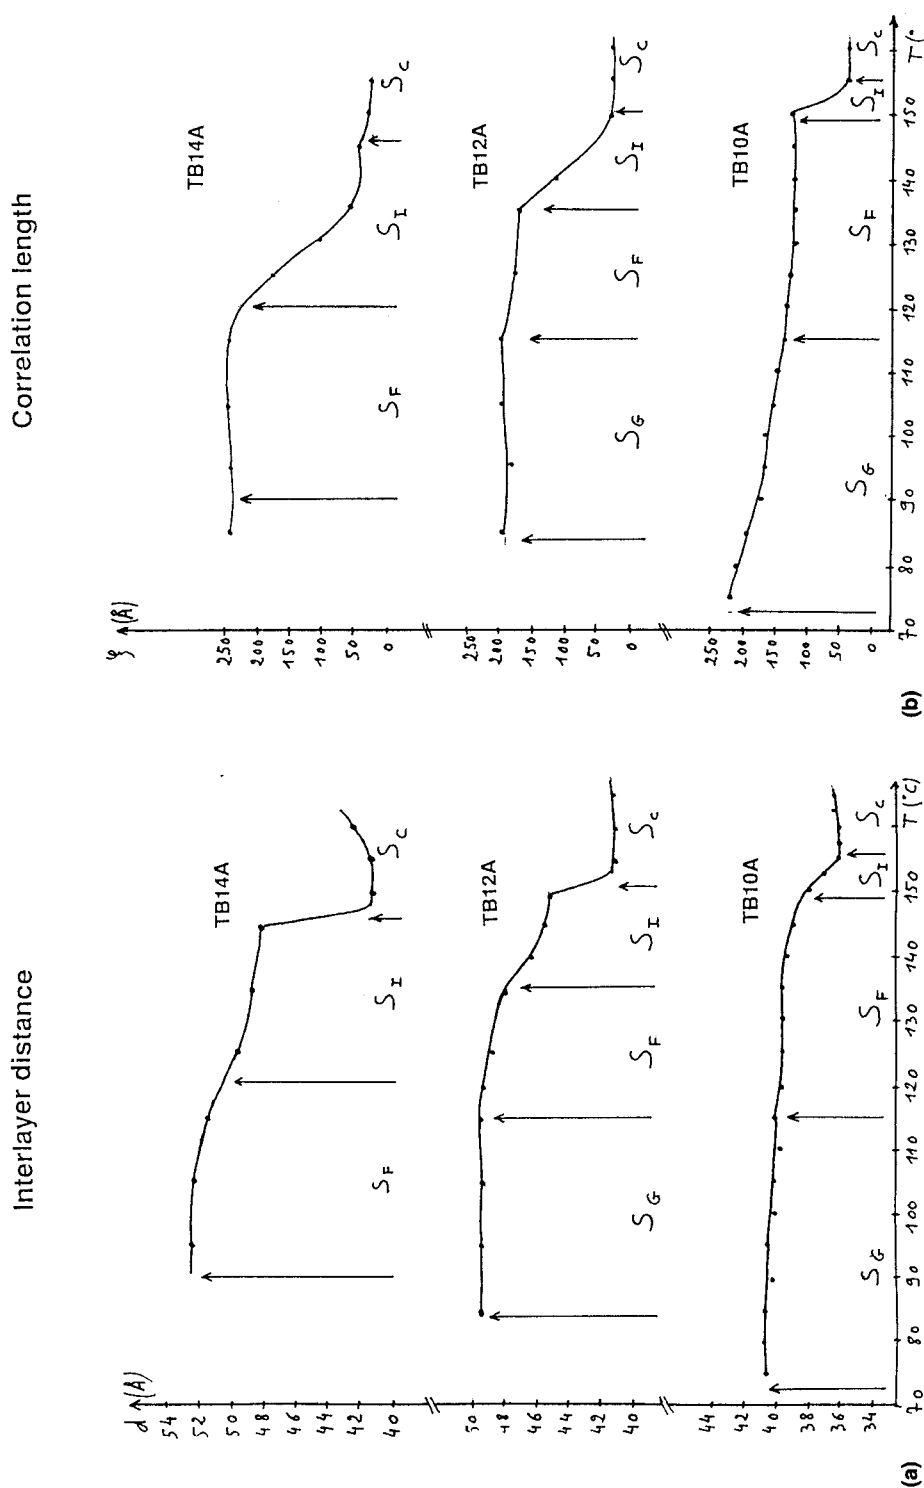 Interlayer distance
d (Å)
54
52
50
48
46
44
42
40
TB14A
S_F
S_I
S_C
50
48
46
44
42
40
TB12A
S_G
S_F
S_I
S_C
44
42
40
38
36
34
TB10A
S_G
S_F
S_I
S_C
70 80 90 100 110 120 130 140 150 T(°C)
(a)
Correlation length
ξ (Å)
250
200
150
100
50
0
TB14A
S_F
S_I
S_C
250
200
150
100
50
0
TB12A
S_G
S_F
S_I
S_C
250
200
150
100
50
0
TB10A
S_G
S_F
S_I
S_C
70 80 90 100 110 120 130 140 150 T(°
(b)